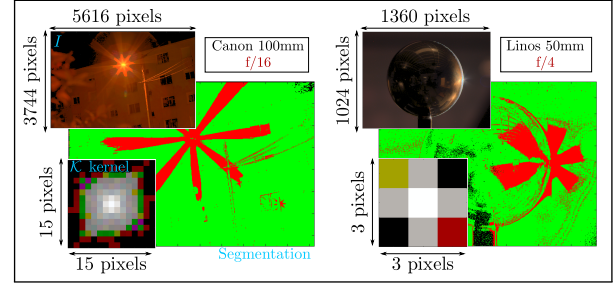 5616 pixels
3744 pixels
I
Canon 100mm
f/16
K kernel
15 pixels
15 pixels
Segmentation
1360 pixels
1024 pixels
Linos 50mm
f/4
3 pixels
3 pixels